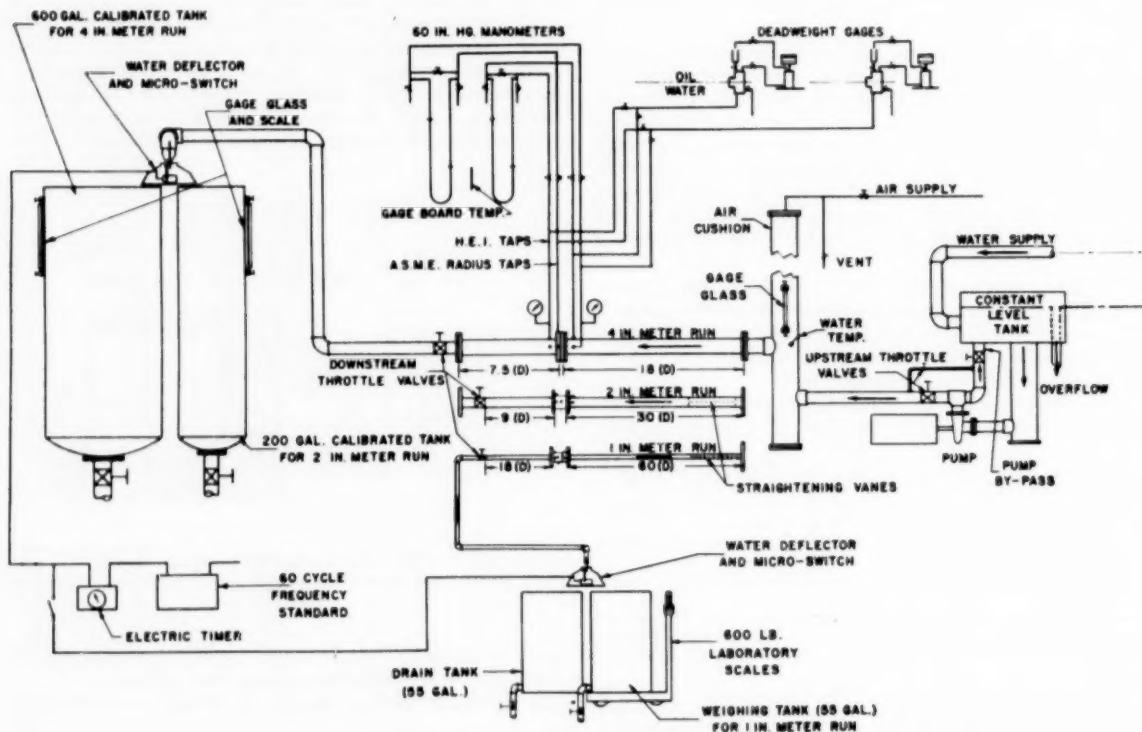 600 GAL. CALIBRATED TANK
FOR 4 IN. METER RUN
WATER DEFLECTOR
AND MICRO-SWITCH
GAGE GLASS
AND SCALE
60 IN. HG. MANOMETERS
DEADWEIGHT GAGES
OIL
WATER
GAGE BOARD TEMP.
H.E.I. TAPS
A.S.M.E. RADIUS TAPS
AIR SUPPLY
AIR
CUSHION
VENT
WATER SUPPLY
GAGE
GLASS
CONSTANT
LEVEL
TANK
WATER
TEMP.
4 IN. METER RUN
DOWNSTREAM
THROTTLE VALVES
7.5 (D)
18 (D)
UPSTREAM THROTTLE
VALVES
OVERFLOW
2 IN. METER RUN
9 (D)
30 (D)
200 GAL. CALIBRATED TANK
FOR 2 IN. METER RUN
1 IN. METER RUN
18 (D)
60 (D)
PUMP
PUMP
BY-PASS
STRAIGHTENING VANES
WATER DEFLECTOR
AND MICRO-SWITCH
60 CYCLE
FREQUENCY
STANDARD
ELECTRIC TIMER
600 LB.
LABORATORY
SCALES
DRAIN TANK
(55 GAL.)
WEIGHING TANK (55 GAL.)
FOR 1 IN. METER RUN